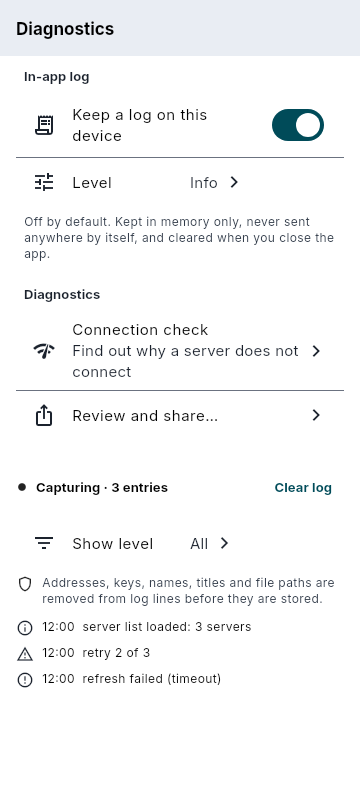 Diagnostics
In-app log
Keep a log on this
device
Level Info
Off by default. Kept in memory only, never sent
anywhere by itself, and cleared when you close the
app.
Diagnostics
Connection check
Find out why a server does not
connect
Review and share…
Capturing · 3 entries Clear log
Show level All
Addresses, keys, names, titles and file paths are
removed from log lines before they are stored.
12:00 server list loaded: 3 servers
12:00 retry 2 of 3
12:00 refresh failed (timeout)